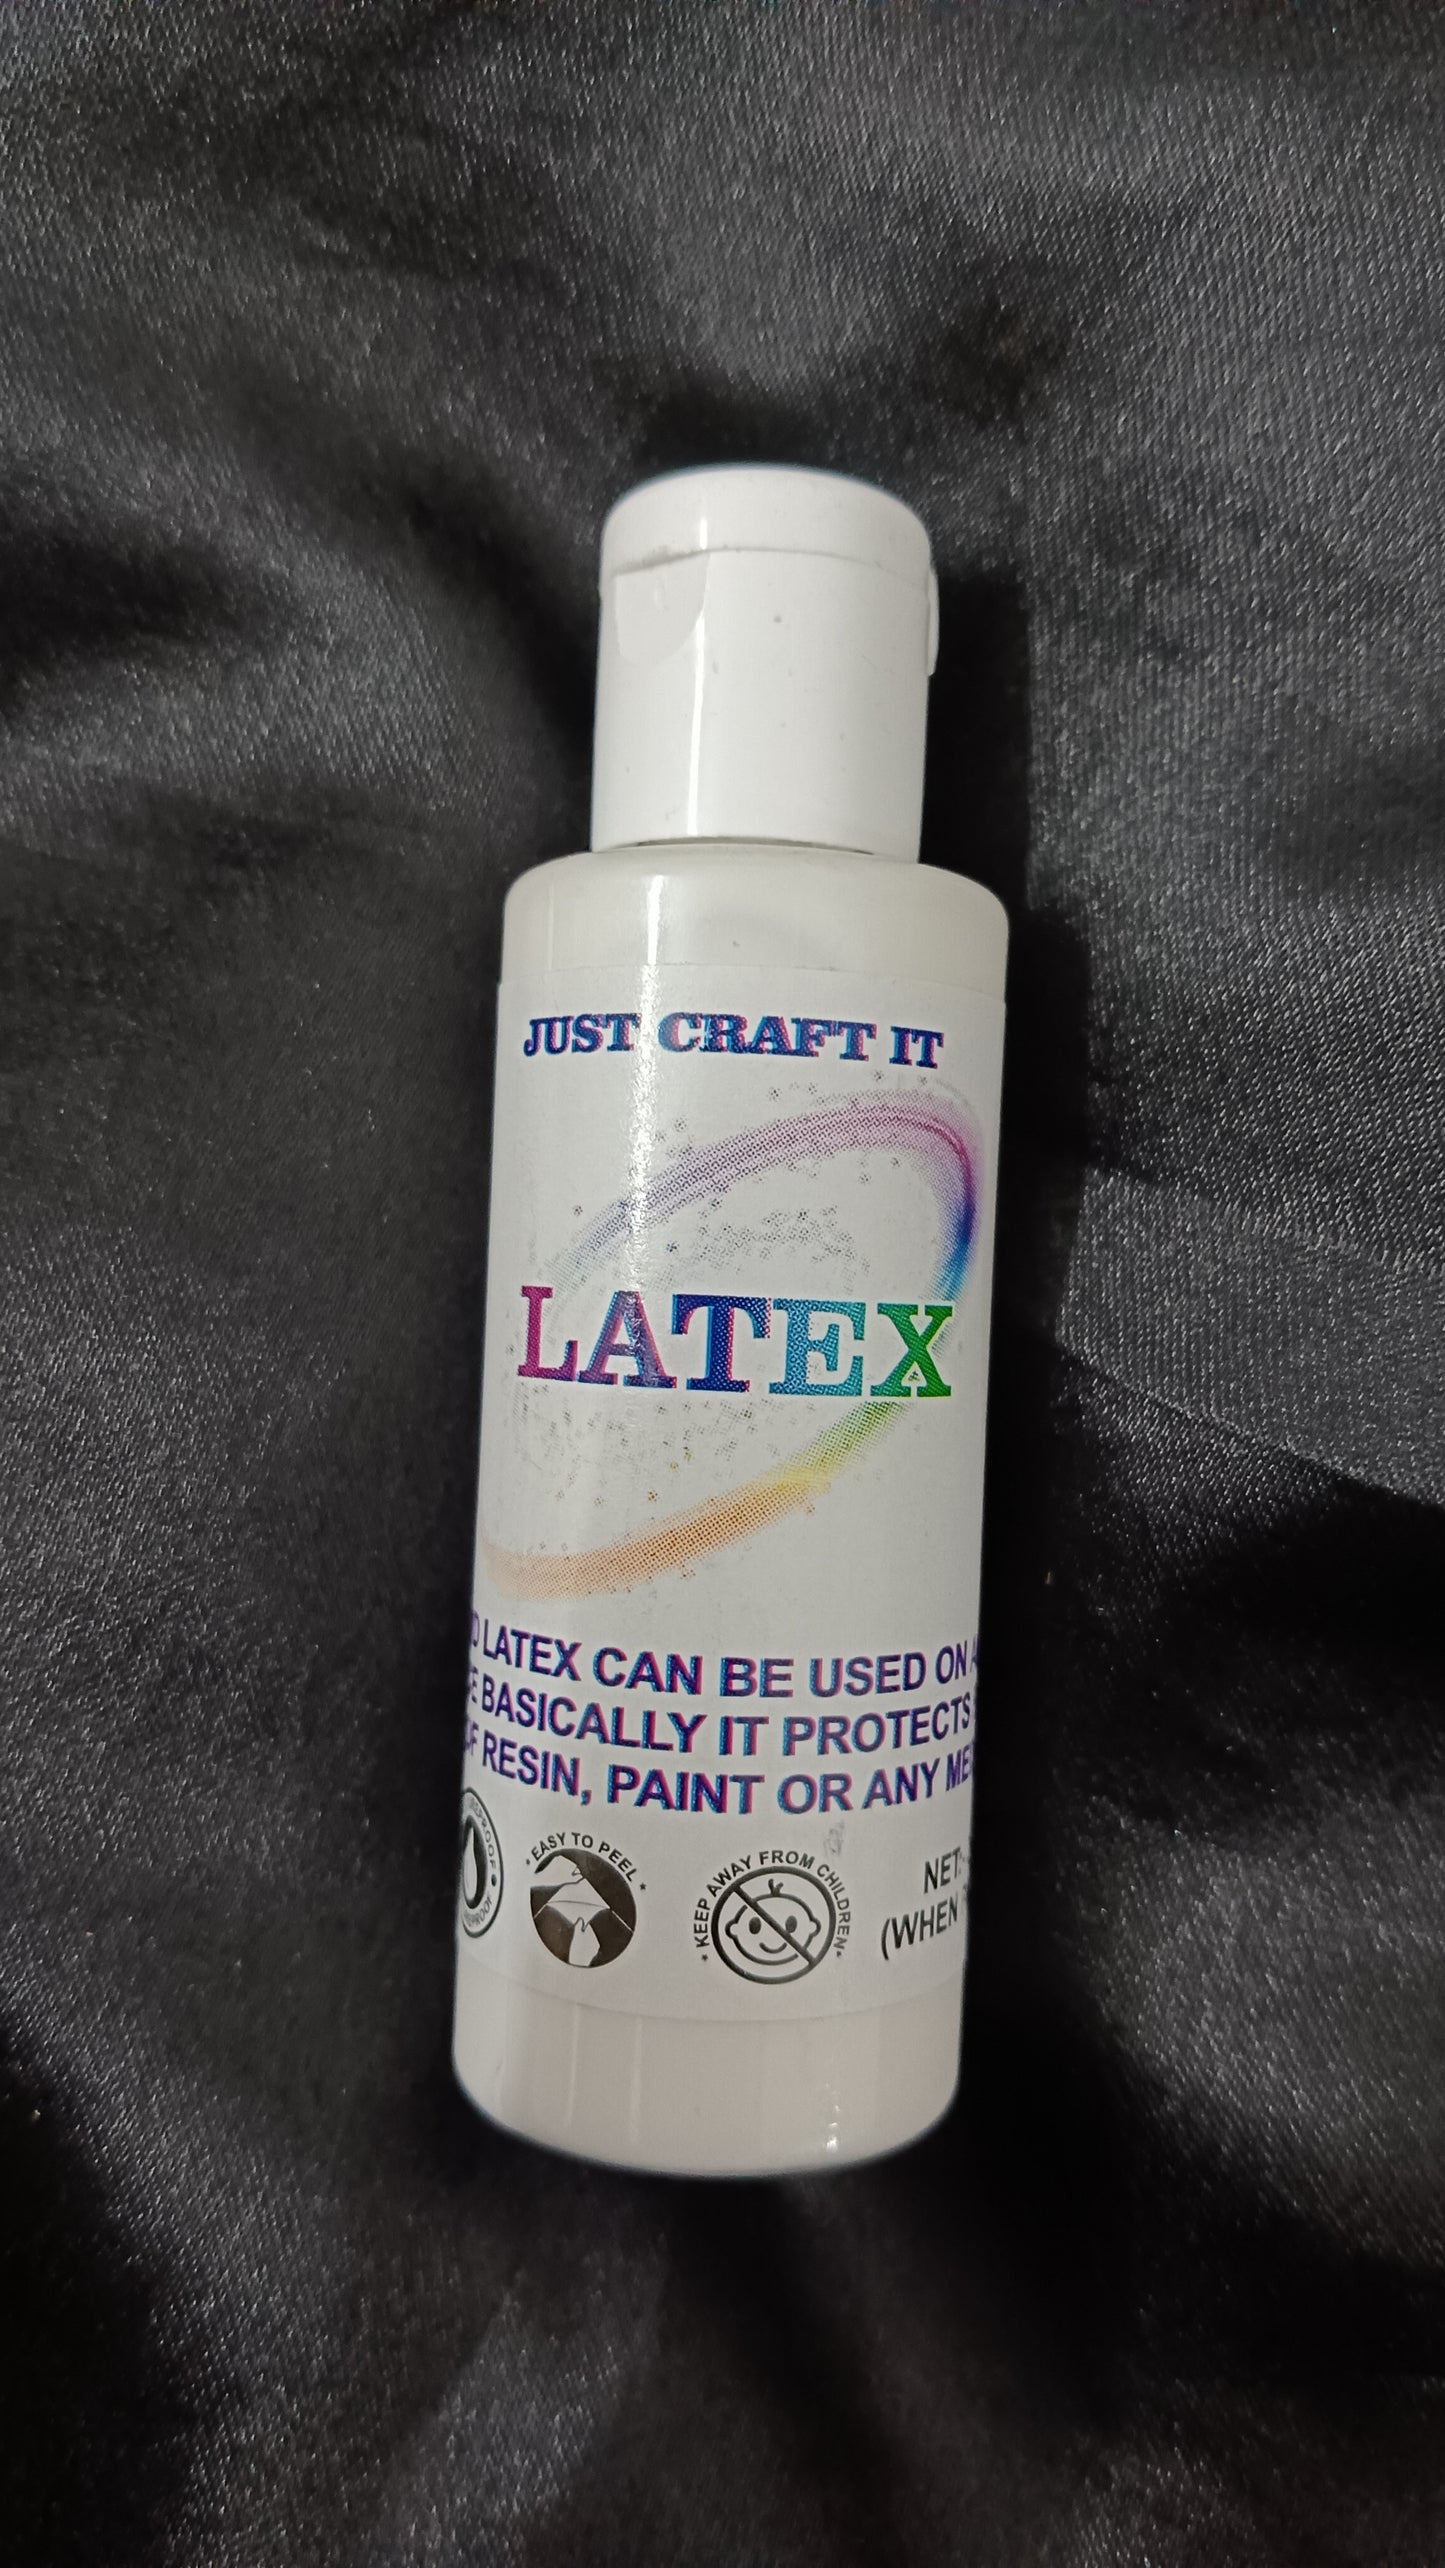 JUST CRAFT IT
LATEX
LATEX CAN BE USED ON
BASICALLY IT PROTECTS
OF RESIN, PAINT OR ANY
EASY TO PEEL
KEEP AWAY FROM CHILDREN
NET:
(WHEN